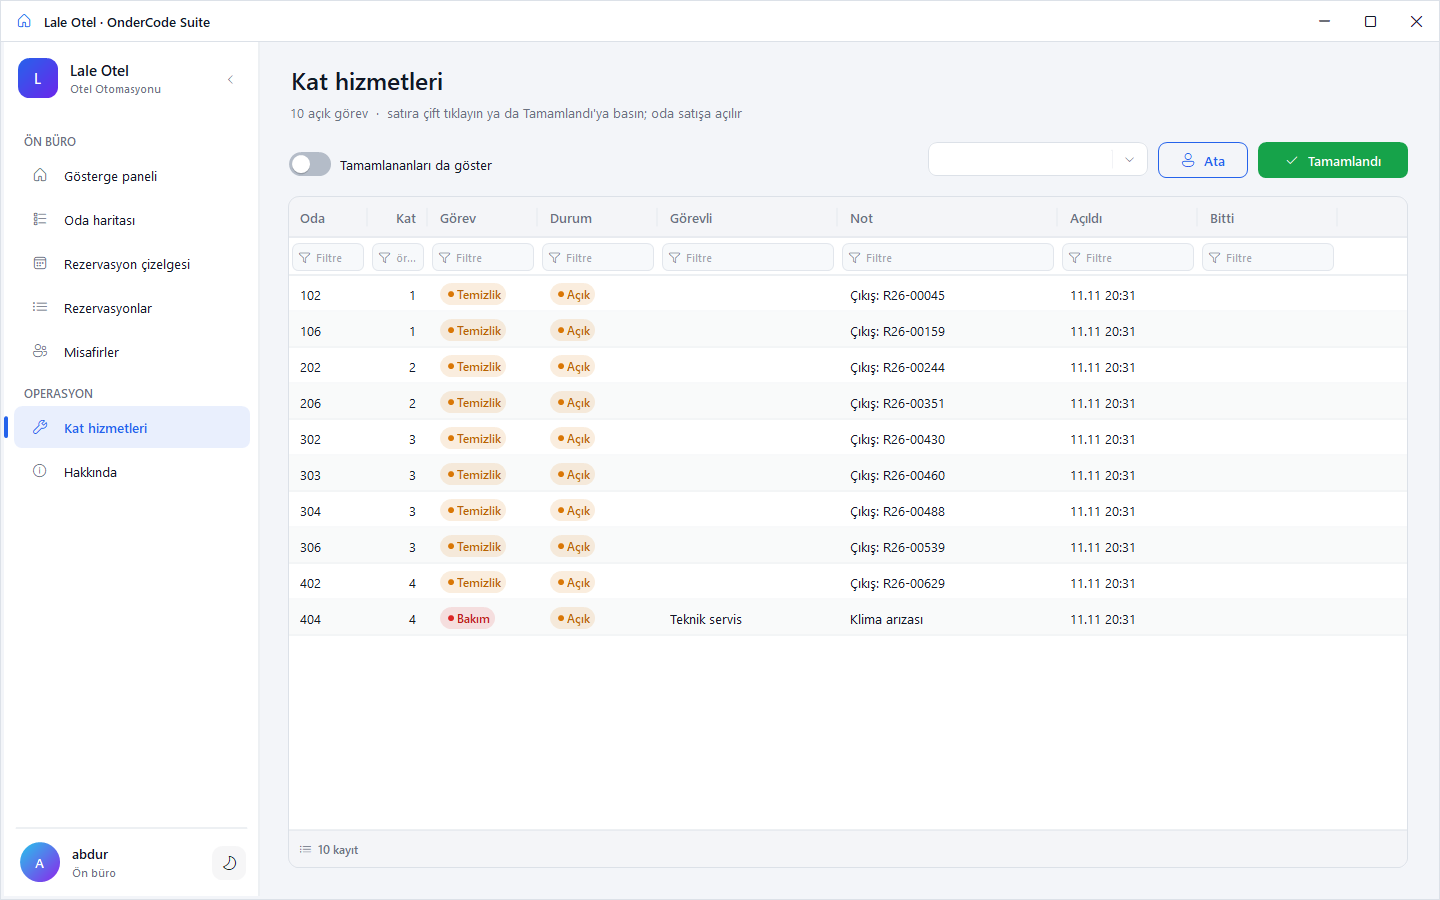 Lale Otel · OnderCode Suite
L
Lale Otel
Otel Otomasyonu
ÖN BÜRO
Gösterge paneli
Oda haritası
Rezervasyon çizelgesi
Rezervasyonlar
Misafirler
OPERASYON
Kat hizmetleri
Hakkında
A
abdur
Ön büro
Kat hizmetleri
10 açık görev · satıra çift tıklayın ya da Tamamlandı'ya basın; oda satışa açılır
Tamamlananları da göster
Ata
Tamamlandı
Oda Kat Görev Durum Görevli Not Açıldı Bitti
Filtre ör... Filtre Filtre Filtre Filtre Filtre Filtre
102 1 Temizlik Açık Çıkış: R26-00045 11.11 20:31
106 1 Temizlik Açık Çıkış: R26-00159 11.11 20:31
202 2 Temizlik Açık Çıkış: R26-00244 11.11 20:31
206 2 Temizlik Açık Çıkış: R26-00351 11.11 20:31
302 3 Temizlik Açık Çıkış: R26-00430 11.11 20:31
303 3 Temizlik Açık Çıkış: R26-00460 11.11 20:31
304 3 Temizlik Açık Çıkış: R26-00488 11.11 20:31
306 3 Temizlik Açık Çıkış: R26-00539 11.11 20:31
402 4 Temizlik Açık Çıkış: R26-00629 11.11 20:31
404 4 Bakım Açık Teknik servis Klima arızası 11.11 20:31
10 kayıt